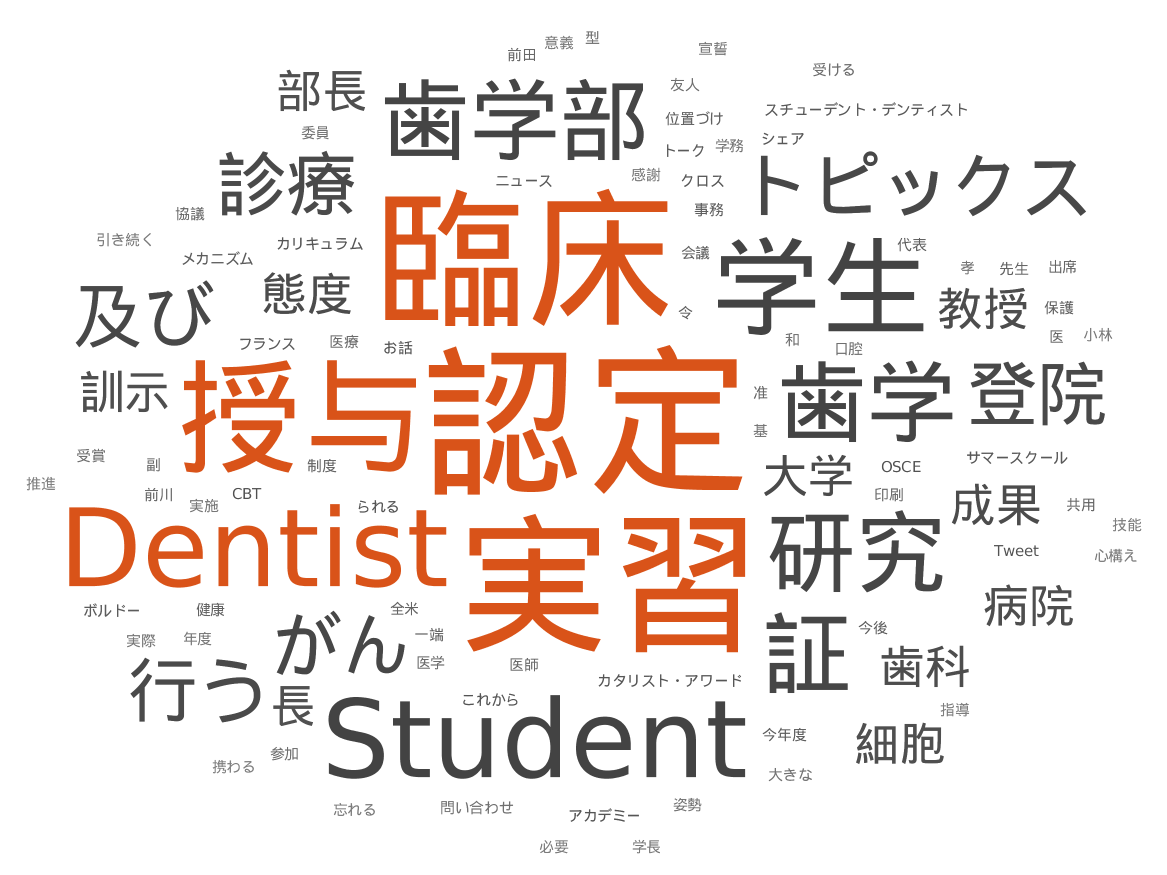 型
意義
前田
宣誓
受ける
部長
歯学部
友人
スチューデント・デンティスト
位置づけ
委員
シェア
トーク
学務
診療
ニュース
感謝
クロス
トピックス
協議
臨床
事務
引き続く
カリキュラム
メカニズム
会議
学生
代表
孝
先生
出席
及び
態度
令
教授
保護
フランス
医療
お話
和
口腔
医
小林
訓示
授与
認定
准
歯学
登院
基
受賞
副
制度
大学
OSCE
サマースクール
推進
前川
実施
CBT
られる
印刷
成果
共用
技能
Dentist
実習
研究
Tweet
心構え
ボルドー
健康
全米
病院
実際
年度
がん
一端
医学
医師
証
今後
歯科
行う
長
これから
カタリスト・アワード
指導
Student
今年度
細胞
参加
携わる
大きな
忘れる
問い合わせ
アカデミー
姿勢
必要
学長